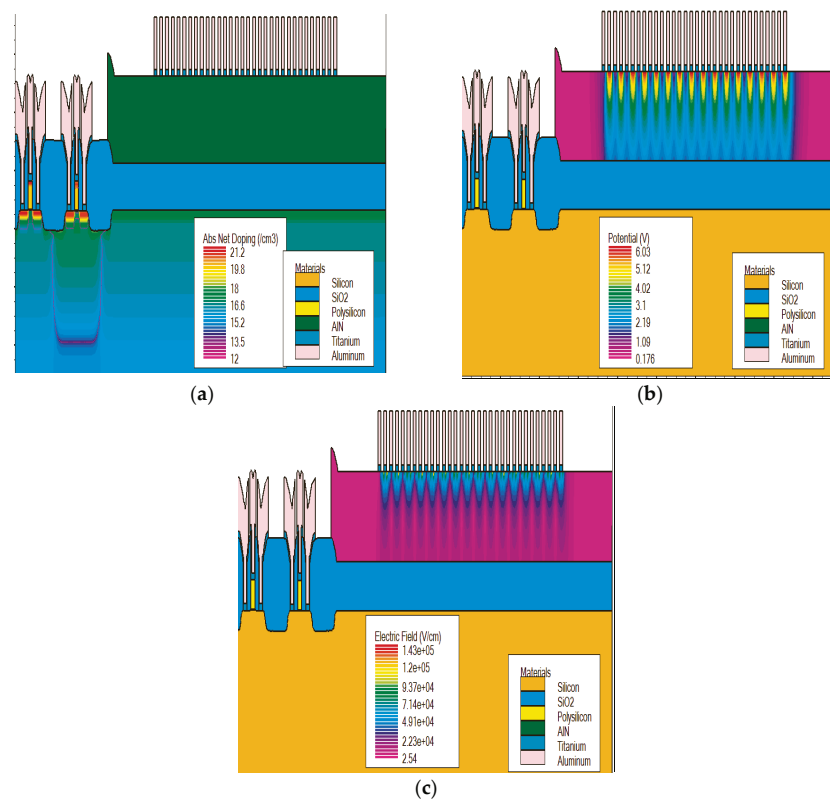 Abs Net Doping (/cm3)
21.2
19.8
18
16.6
15.2
13.5
12
Materials
Silicon
SiO2
Polysilicon
AlN
Titanium
Aluminum
(a)
Potential (V)
6.03
5.12
4.02
3.1
2.19
1.09
0.176
Materials
Silicon
SiO2
Polysilicon
AlN
Titanium
Aluminum
(b)
Electric Field (V/cm)
1.43e+05
1.2e+05
9.37e+04
7.14e+04
4.91e+04
2.23e+04
2.54
Materials
Silicon
SiO2
Polysilicon
AlN
Titanium
Aluminum
(c)